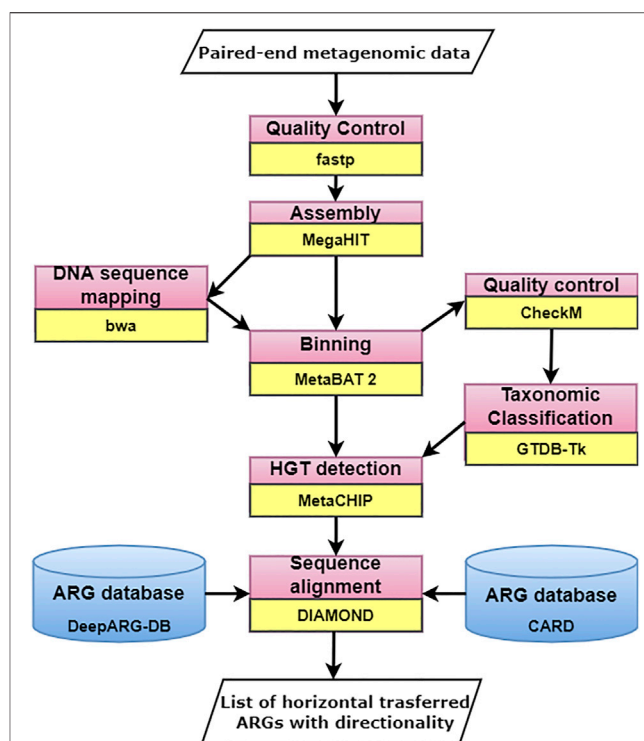 Paired-end metagenomic data
Quality Control
fastp
Assembly
MegaHIT
DNA sequence
mapping
bwa
Quality control
CheckM
Binning
MetaBAT 2
Taxonomic
Classification
GTDB-Tk
HGT detection
MetaCHIP
Sequence
alignment
DIAMOND
ARG database
DeepARG-DB
ARG database
CARD
List of horizontal trasferred
ARGs with directionality